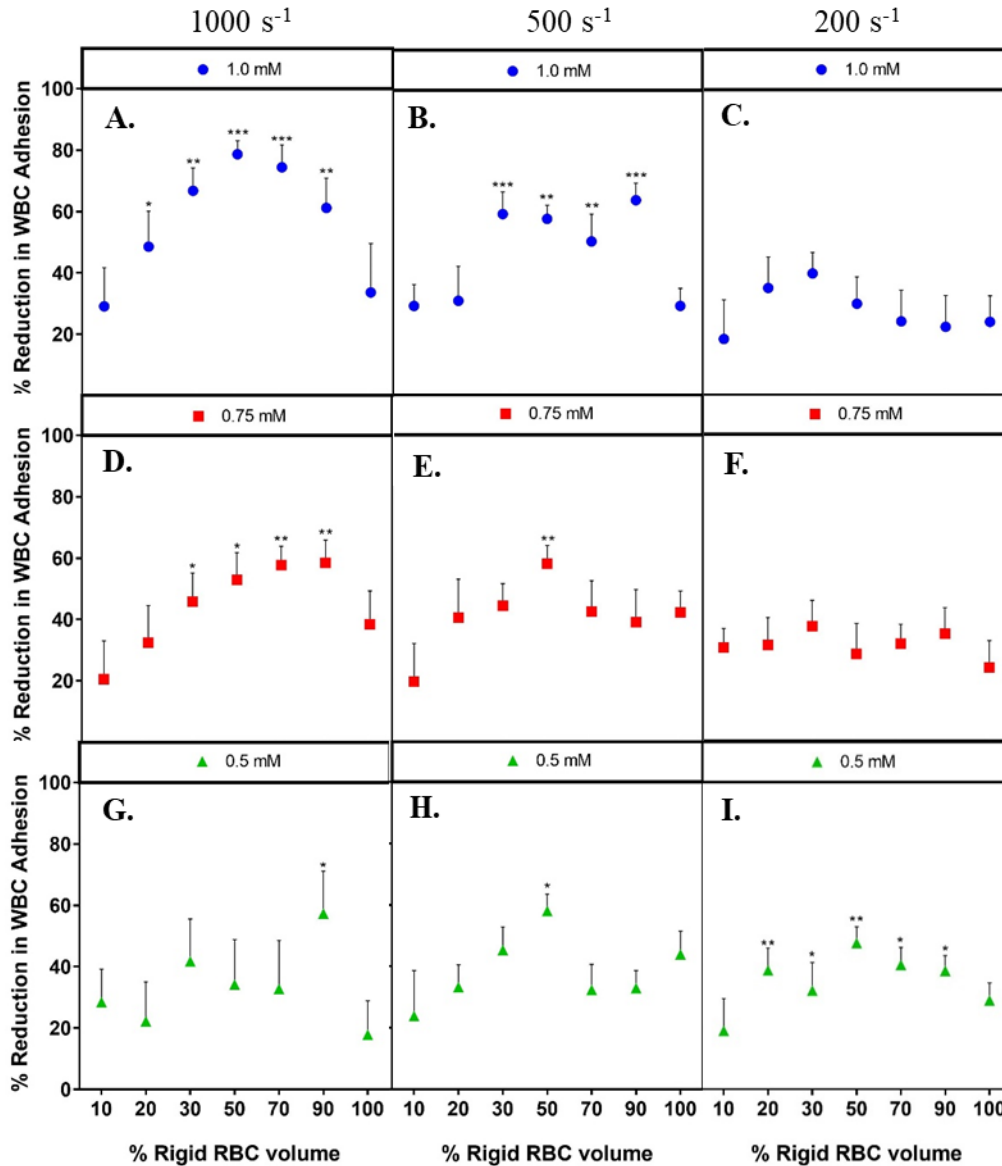 1000 s⁻¹ 500 s⁻¹ 200 s⁻¹
1.0 mM 1.0 mM 1.0 mM
% Reduction in WBC Adhesion
100
80
60
40
20
A. B. C.
* ** *** *** **
*** ** ** ***
0.75 mM 0.75 mM 0.75 mM
% Reduction in WBC Adhesion
100
80
60
40
20
D. E. F.
* * ** **
**
0.5 mM 0.5 mM 0.5 mM
% Reduction in WBC Adhesion
100
80
60
40
20
0
G. H. I.
*
*
** * ** * *
10 20 30 50 70 90 100 10 20 30 50 70 90 100 10 20 30 50 70 90 100
% Rigid RBC volume % Rigid RBC volume % Rigid RBC volume